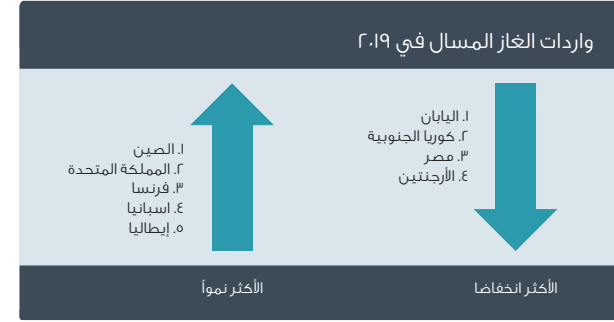 واردات الغاز المسال في ٢٠١٩
١. اليابان
٢. كوريا الجنوبية
٣. مصر
٤. الأرجنتين
الأكثر انخفاضا
١. الصين
٢. المملكة المتحدة
٣. فرنسا
٤. اسبانيا
٥. إيطاليا
الأكثر نمواً